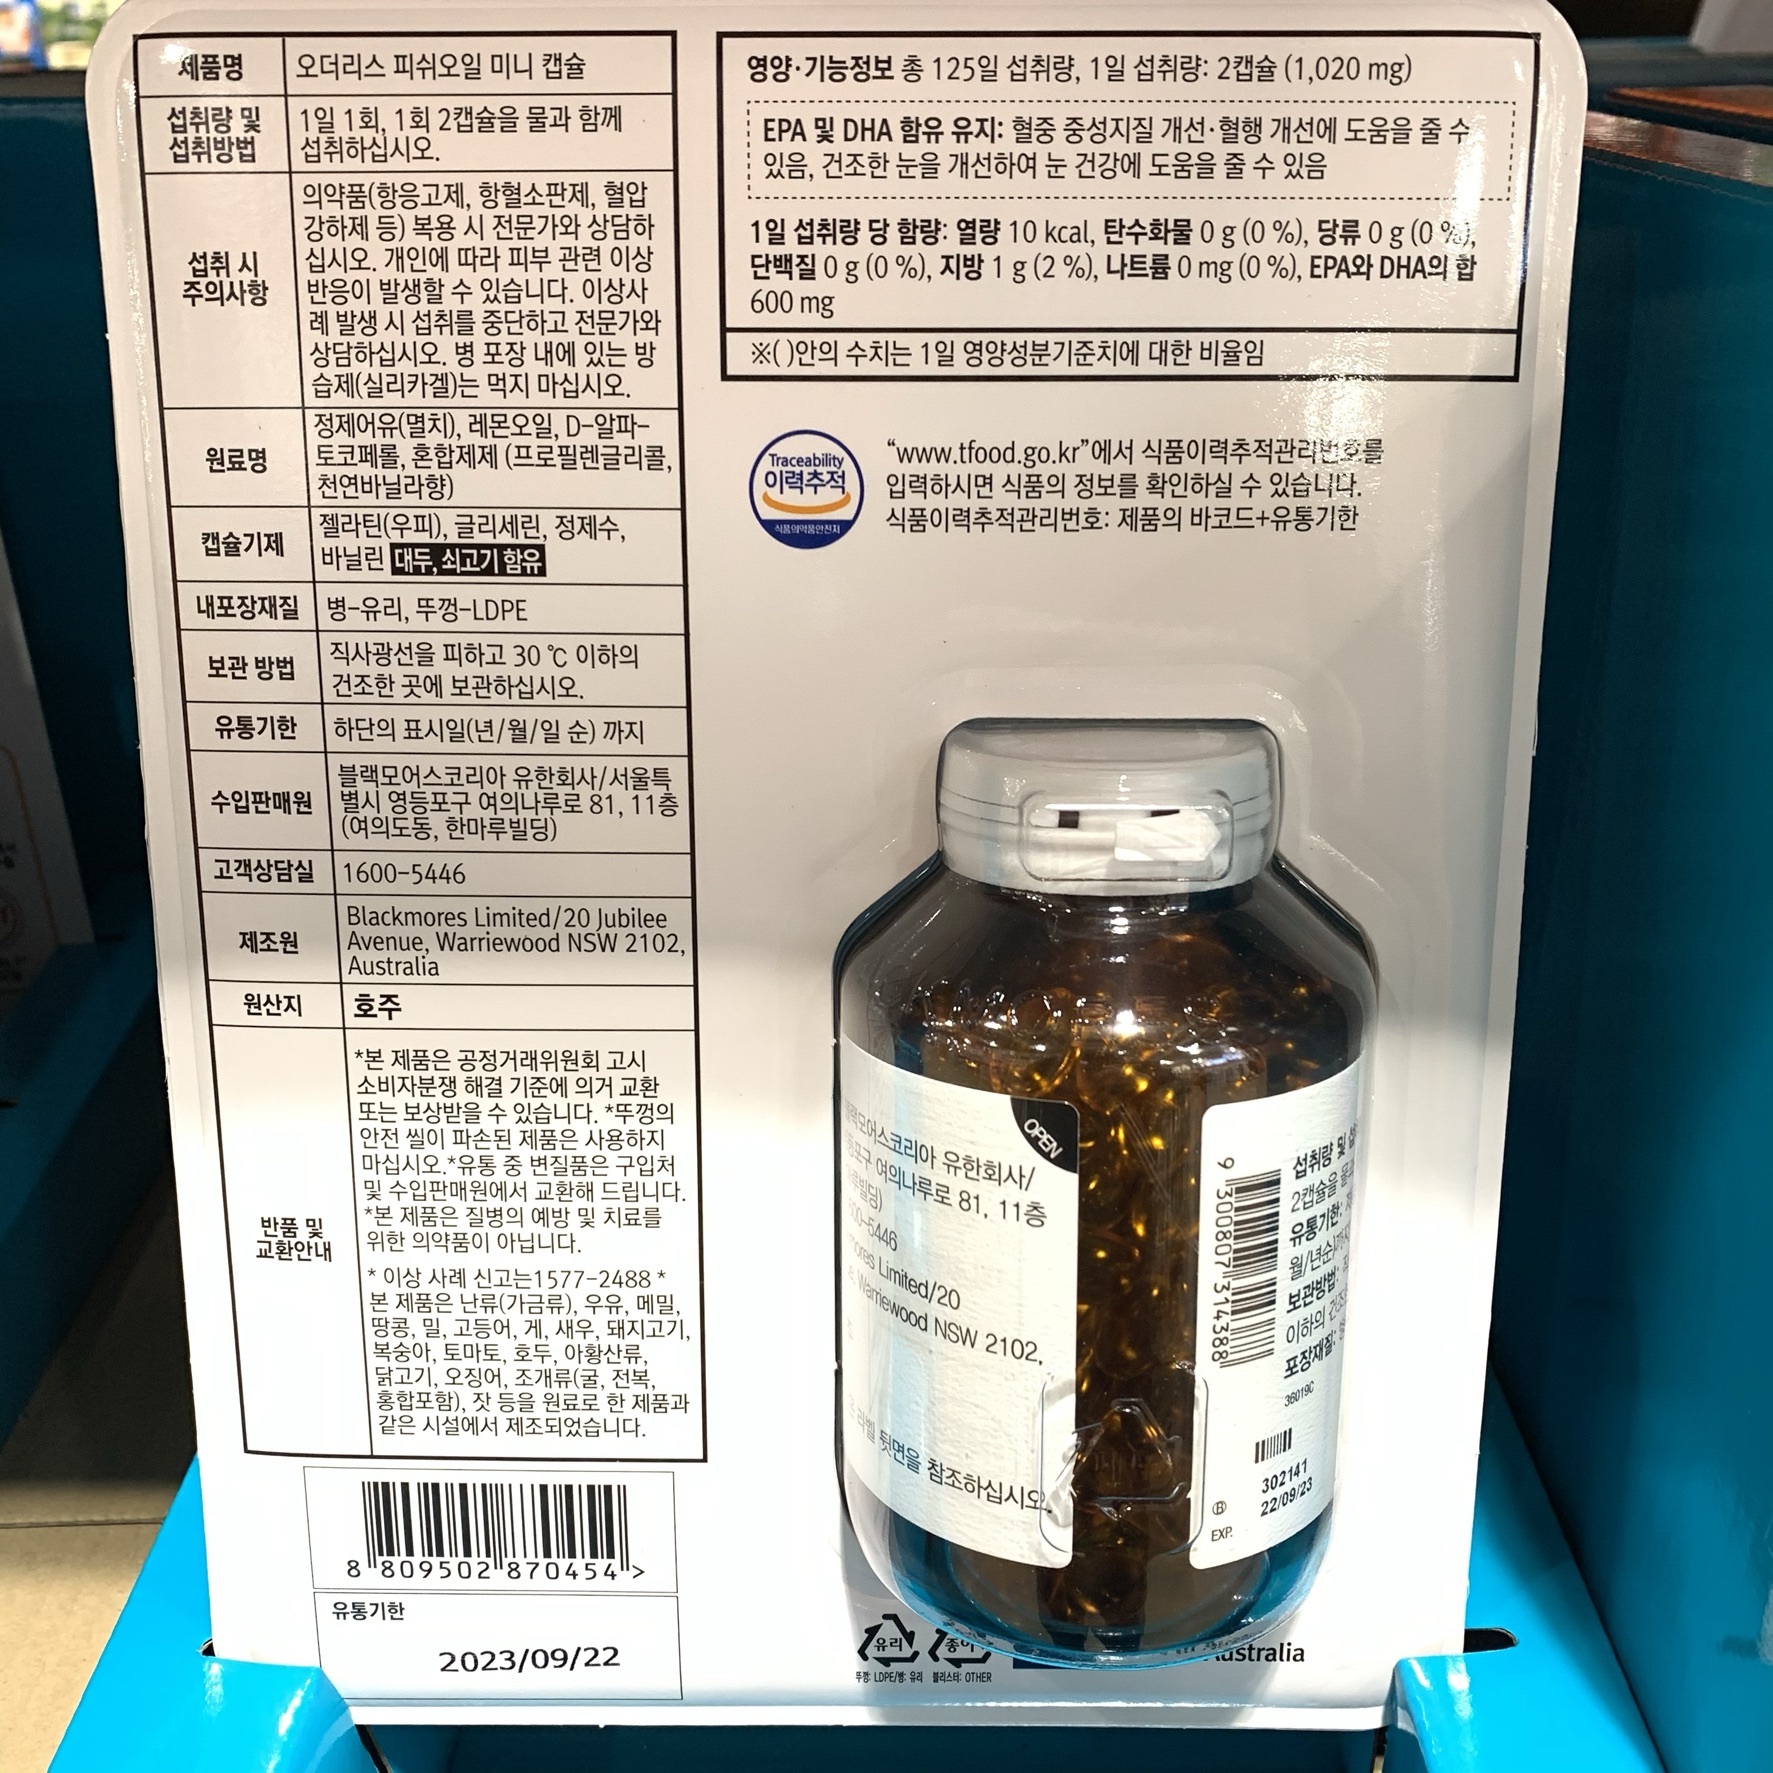 제품명
오더리스 피쉬오일 미니 캡슐
섭취량 및
섭취방법
1일 1회, 1회 2캡슐을 물과 함께
섭취하십시오.
섭취 시
주의사항
의약품(항응고제, 항혈소판제, 혈압
강하제 등) 복용 시 전문가와 상담하
십시오. 개인에 따라 피부 관련 이상
반응이 발생할 수 있습니다. 이상사
례 발생 시 섭취를 중단하고 전문가와
상담하십시오. 병 포장 내에 있는 방
습제(실리카겔)는 먹지 마십시오.
원료명
정제어유(멸치), 레몬오일, D-알파-
토코페롤, 혼합제제 (프로필렌글리콜,
천연바닐라향)
캡슐기제
젤라틴(우피), 글리세린, 정제수,
바닐린 대두, 쇠고기 함유
내포장재질
병-유리, 뚜껑-LDPE
보관 방법
직사광선을 피하고 30 ℃ 이하의
건조한 곳에 보관하십시오.
유통기한
하단의 표시일(년/월/일 순) 까지
수입판매원
블랙모어스코리아 유한회사/서울특
별시 영등포구 여의나루로 81, 11층
(여의도동, 한마루빌딩)
고객상담실
1600-5446
제조원
Blackmores Limited/20 Jubilee
Avenue, Warriewood NSW 2102,
Australia
원산지
호주
반품 및
교환안내
*본 제품은 공정거래위원회 고시
소비자분쟁 해결 기준에 의거 교환
또는 보상받을 수 있습니다. *뚜껑의
안전 씰이 파손된 제품은 사용하지
마십시오.*유통 중 변질품은 구입처
및 수입판매원에서 교환해 드립니다.
*본 제품은 질병의 예방 및 치료를
위한 의약품이 아닙니다.
* 이상 사례 신고는1577-2488 *
본 제품은 난류(가금류), 우유, 메밀,
땅콩, 밀, 고등어, 게, 새우, 돼지고기,
복숭아, 토마토, 호두, 아황산류,
닭고기, 오징어, 조개류(굴, 전복,
홍합포함), 잣 등을 원료로 한 제품과
같은 시설에서 제조되었습니다.
8 809502 870454 >
유통기한
2023/09/22
영양·기능정보 총 125일 섭취량, 1일 섭취량: 2캡슐 (1,020 mg)
EPA 및 DHA 함유 유지: 혈중 중성지질 개선·혈행 개선에 도움을 줄 수
있음, 건조한 눈을 개선하여 눈 건강에 도움을 줄 수 있음
1일 섭취량 당 함량: 열량 10 kcal, 탄수화물 0 g (0 %), 당류 0 g (0 %),
단백질 0 g (0 %), 지방 1 g (2 %), 나트륨 0 mg (0 %), EPA와 DHA의 합
600 mg
※( )안의 수치는 1일 영양성분기준치에 대한 비율임
Traceability
이력추적
식품의약품안전처
“www.tfood.go.kr”에서 식품이력추적관리번호를
입력하시면 식품의 정보를 확인하실 수 있습니다.
식품이력추적관리번호: 제품의 바코드+유통기한
OPEN
유한회사/
여의나루로 81, 11층
Limited/20
Warriewood NSW 2102,
뒷면을 참조하십시오.
9 300807 314388
섭취량 및
2캡슐을
유통기한:
월/년순)
보관방법:
이하의
포장재질:
36019C
302141
22/09/23
Ⓑ
EXP.
유리
종이
뚜껑: LDPE/병: 유리
블리스터: OTHER
Australia